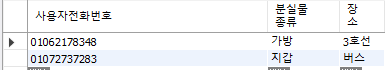 사용자전화번호 분실물종류 장소
01062178348 가방 3호선
01072737283 지갑 버스